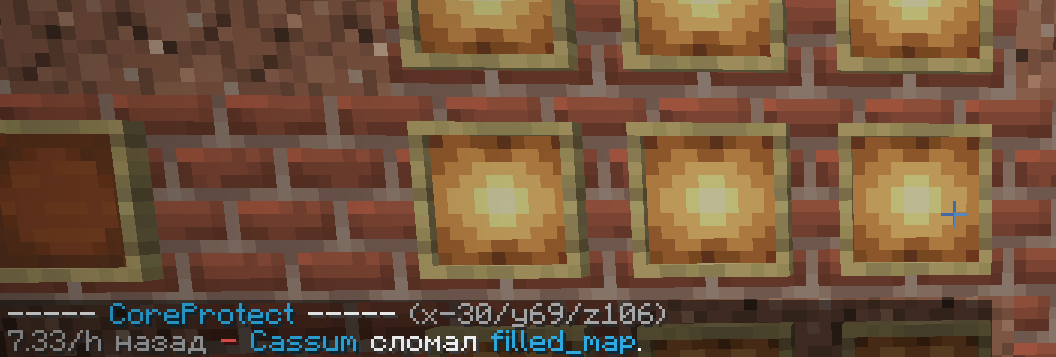 ----- CoreProtect ----- (x-30/y69/z106)
7.33/h назад - Cassum сломал filled_map.